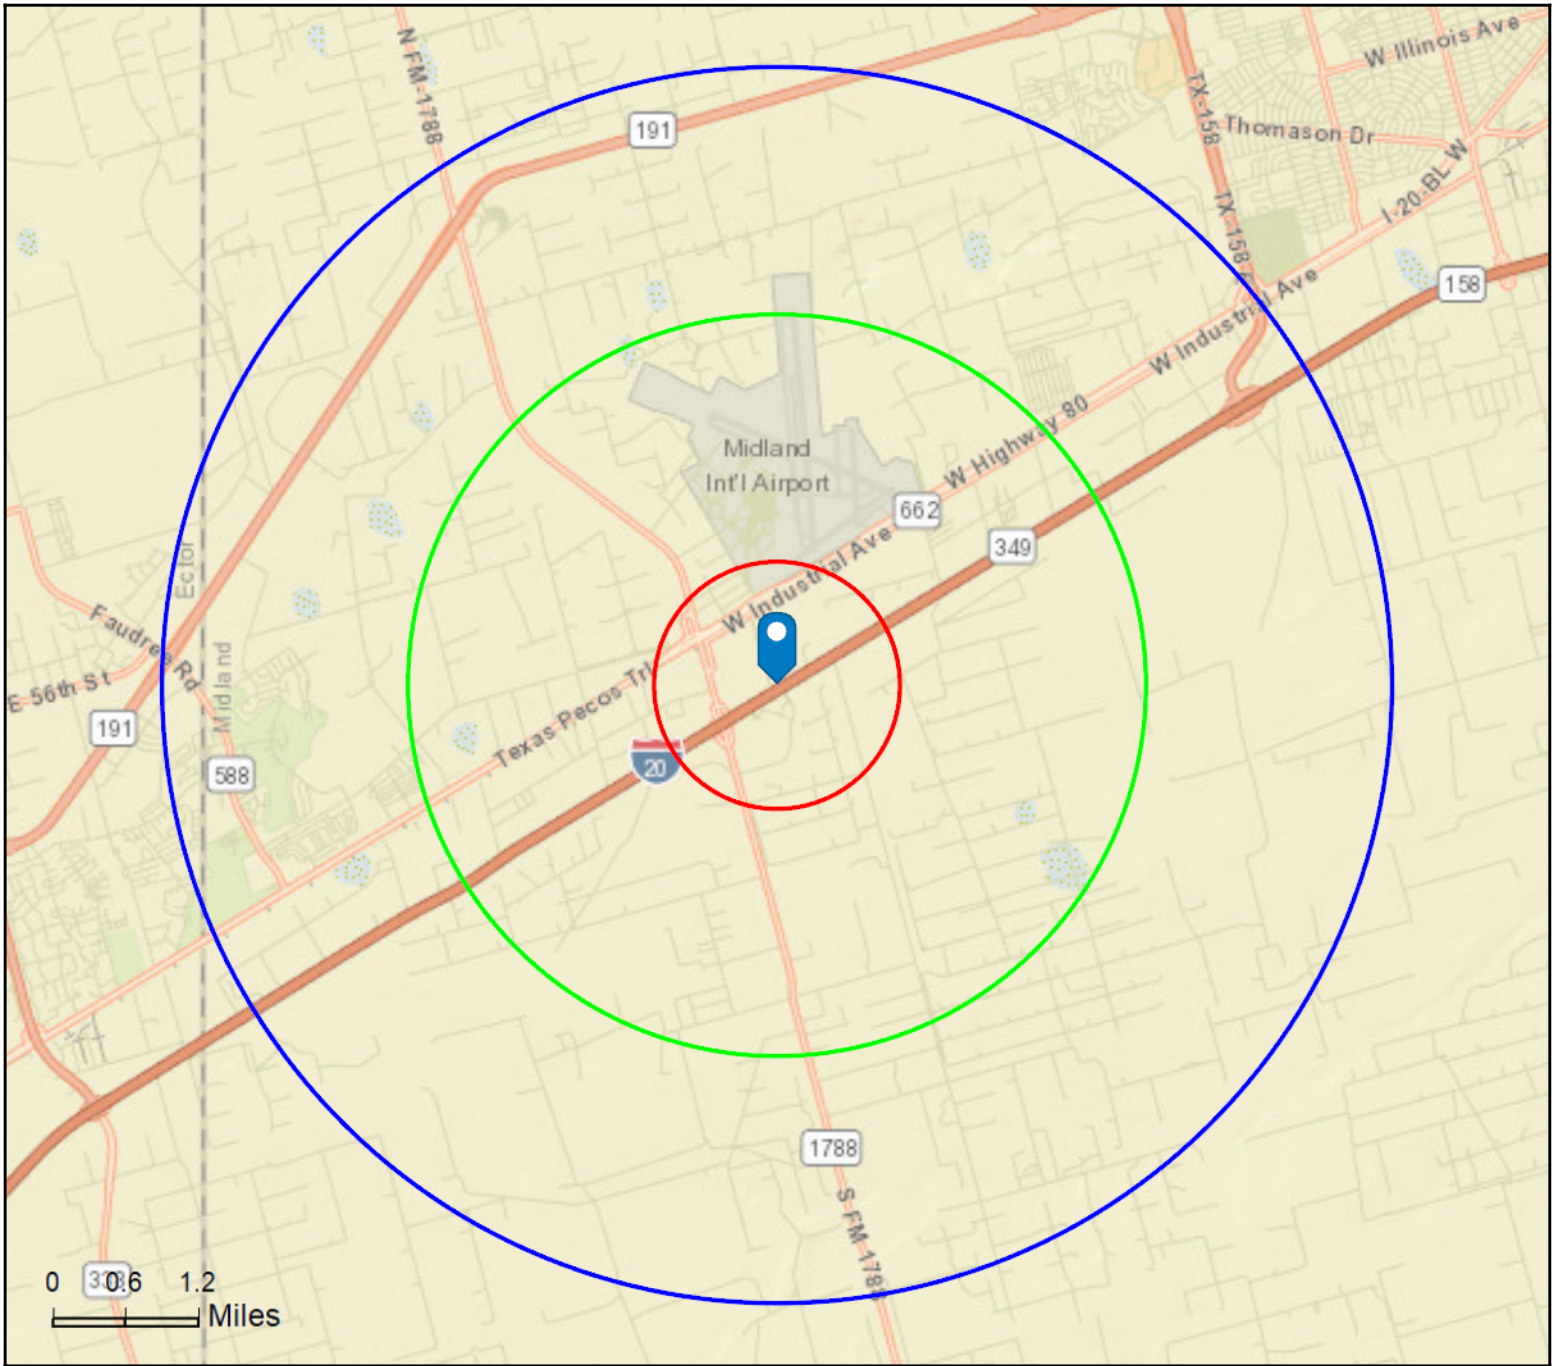 N FM-1788
191
TX-158
W Illinois Ave
Thomason Dr
I-20-BL W
TX-158
158
W Industrial Ave
W Highway 80
Midland
Int'l Airport
662
349
W Industrial Ave
Ector
Faudree Rd
Midland
E 56th St
191
588
Texas Pecos Trl
20
1788
S FM 1788
0 0.6 1.2
Miles